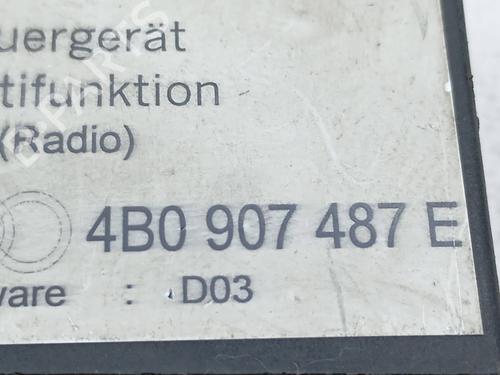 uergerät
tifunktion
(Radio)
4B0 907 487 E
ware : D03